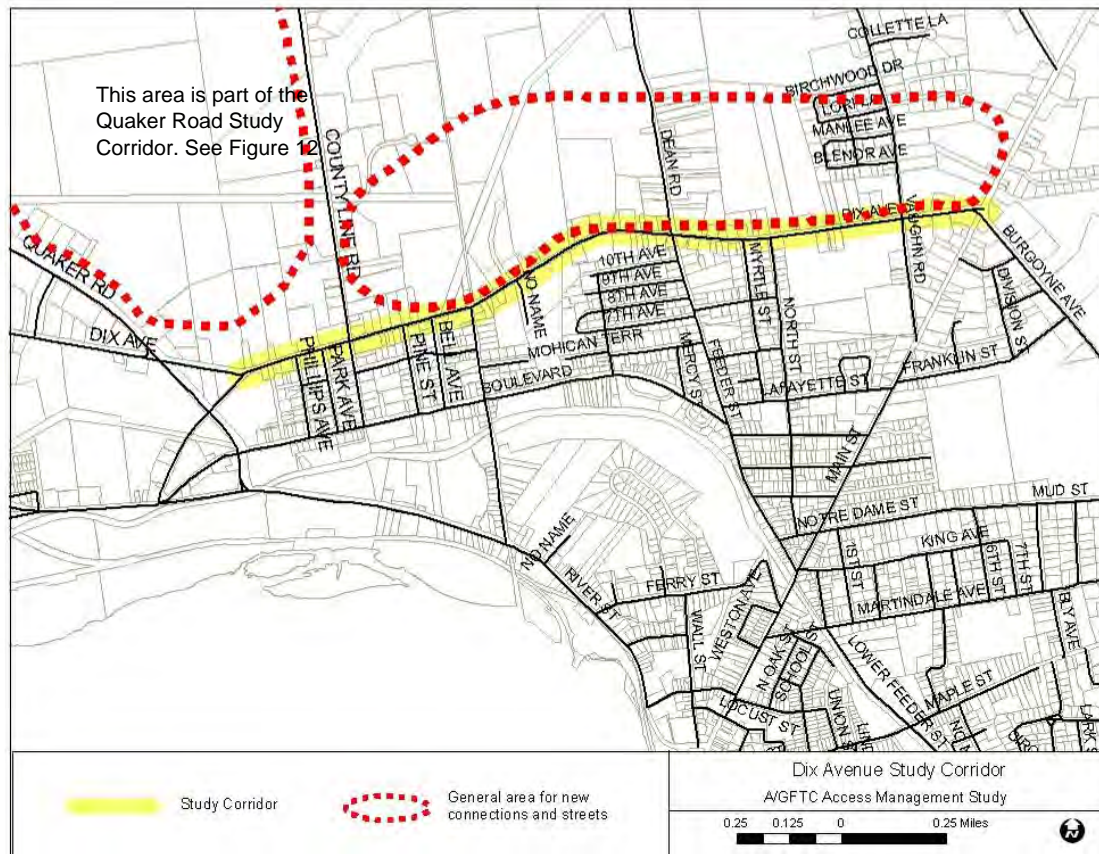 COLLETTE LA
BIRCHWOOD DR
This area is part of the
Quaker Road Study
Corridor. See Figure 12
MANLEE AVE
BLENOR AVE
COUNTY LINE RD
DEAN RD
VAUGHN RD
DIX AVE
BURGOYNE AVE
QUAKER RD
DIX AVE
10TH AVE
9TH AVE
8TH AVE
7TH AVE
NO NAME
MYRTLE ST
NORTH ST
DIVISION ST
PHILLIPS AVE
PARK AVE
PINE ST
BELL AVE
MOHICAN TERR
BOULEVARD
MERCY ST
FEEDER ST
LAFAYETTE ST
FRANKLIN ST
MAIN ST
NOTRE DAME ST
MUD ST
KING AVE
1ST ST
6TH ST
7TH ST
MARTINDALE AVE
BLY AVE
NO NAME
RIVER ST
FERRY ST
WALL ST
WESTON AVE
N OAK ST
SCHOOL S
LOCUST ST
UNION S
LOWER FEEDER ST
MAPLE ST
LARK S
Study Corridor
General area for new
connections and streets
Dix Avenue Study Corridor
A/GFTC Access Management Study
0.25 0.125 0 0.25 Miles